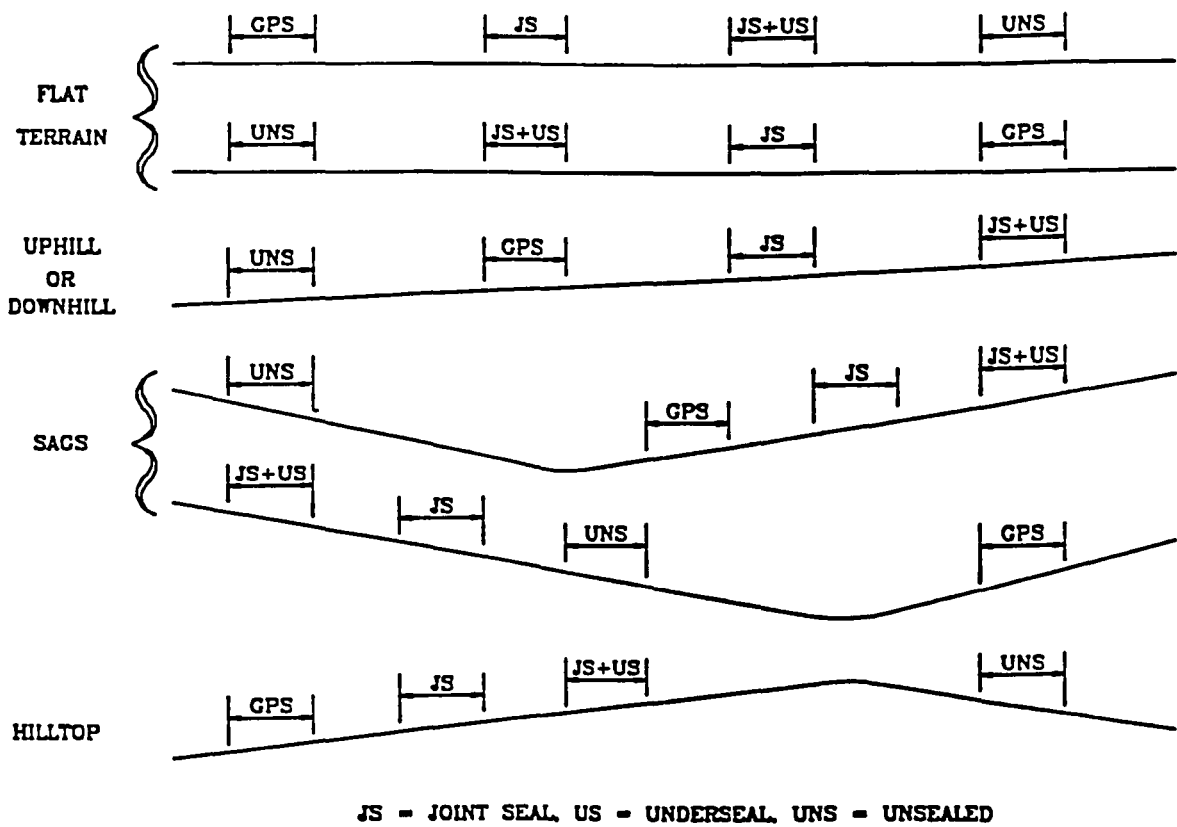 GPS JS JS+US UNS
FLAT
TERRAIN
UNS JS+US JS GPS
UPHILL
OR
DOWNHILL
UNS GPS JS JS+US
SAGS
UNS GPS JS JS+US
JS+US JS UNS GPS
HILLTOP
GPS JS JS+US UNS
JS = JOINT SEAL, US = UNDERSEAL, UNS = UNSEALED